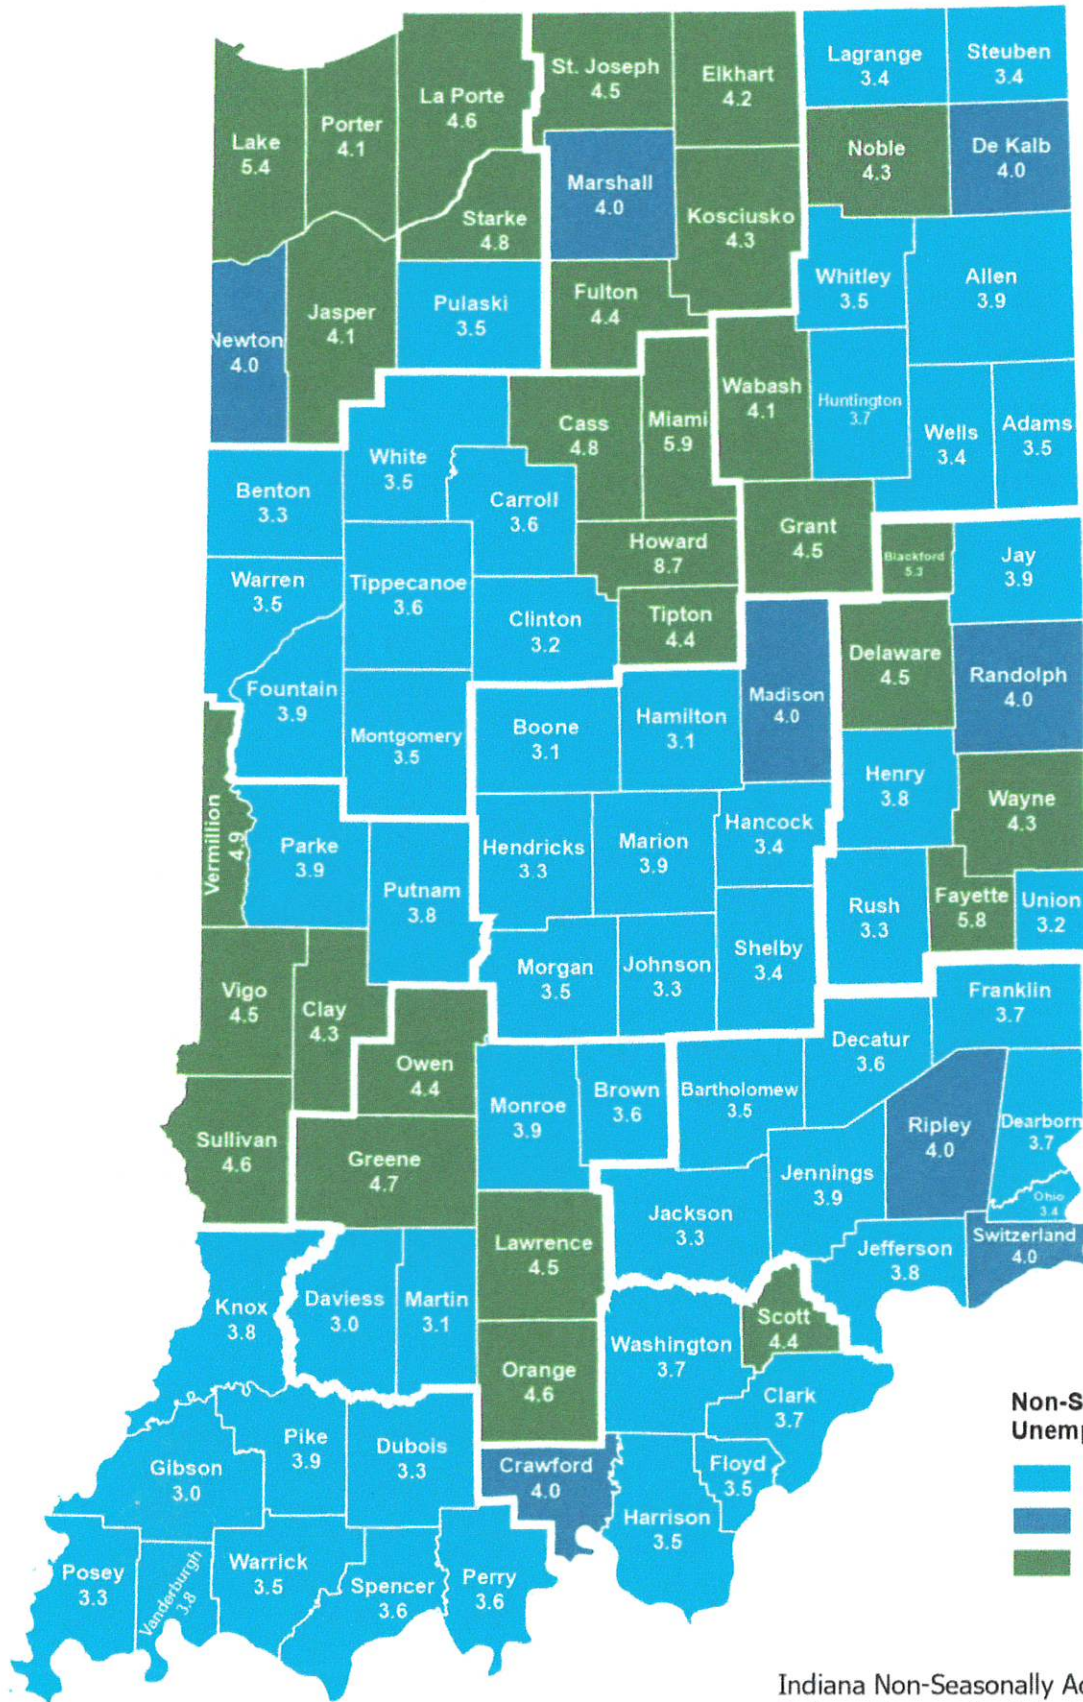 St. Joseph
4.5
Elkhart
4.2
Lagrange
3.4
Steuben
3.4
La Porte
4.6
Porter
4.1
Lake
5.4
Noble
4.3
De Kalb
4.0
Marshall
4.0
Starke
4.8
Kosciusko
4.3
Whitley
3.5
Allen
3.9
Newton
4.0
Jasper
4.1
Pulaski
3.5
Fulton
4.4
Wabash
4.1
Huntington
3.7
Wells
3.4
Adams
3.5
White
3.5
Cass
4.8
Miami
5.9
Benton
3.3
Carroll
3.6
Grant
4.5
Howard
8.7
Blackford
5.3
Jay
3.9
Warren
3.5
Tippecanoe
3.6
Clinton
3.2
Tipton
4.4
Delaware
4.5
Randolph
4.0
Fountain
3.9
Montgomery
3.5
Boone
3.1
Hamilton
3.1
Madison
4.0
Henry
3.8
Wayne
4.3
Vermillion
4.9
Parke
3.9
Putnam
3.8
Hendricks
3.3
Marion
3.9
Hancock
3.4
Rush
3.3
Fayette
5.8
Union
3.2
Vigo
4.5
Clay
4.3
Morgan
3.5
Johnson
3.3
Shelby
3.4
Franklin
3.7
Owen
4.4
Decatur
3.6
Monroe
3.9
Brown
3.6
Bartholomew
3.5
Ripley
4.0
Dearborn
3.7
Sullivan
4.6
Greene
4.7
Jennings
3.9
Ohio
3.4
Jackson
3.3
Switzerland
4.0
Lawrence
4.5
Jefferson
3.8
Knox
3.8
Daviess
3.0
Martin
3.1
Scott
4.4
Washington
3.7
Orange
4.6
Clark
3.7
Pike
3.9
Dubois
3.3
Crawford
4.0
Floyd
3.5
Gibson
3.0
Harrison
3.5
Posey
3.3
Vanderburgh
3.8
Warrick
3.5
Spencer
3.6
Perry
3.6
Non-S
Unemp
Indiana Non-Seasonally Ad